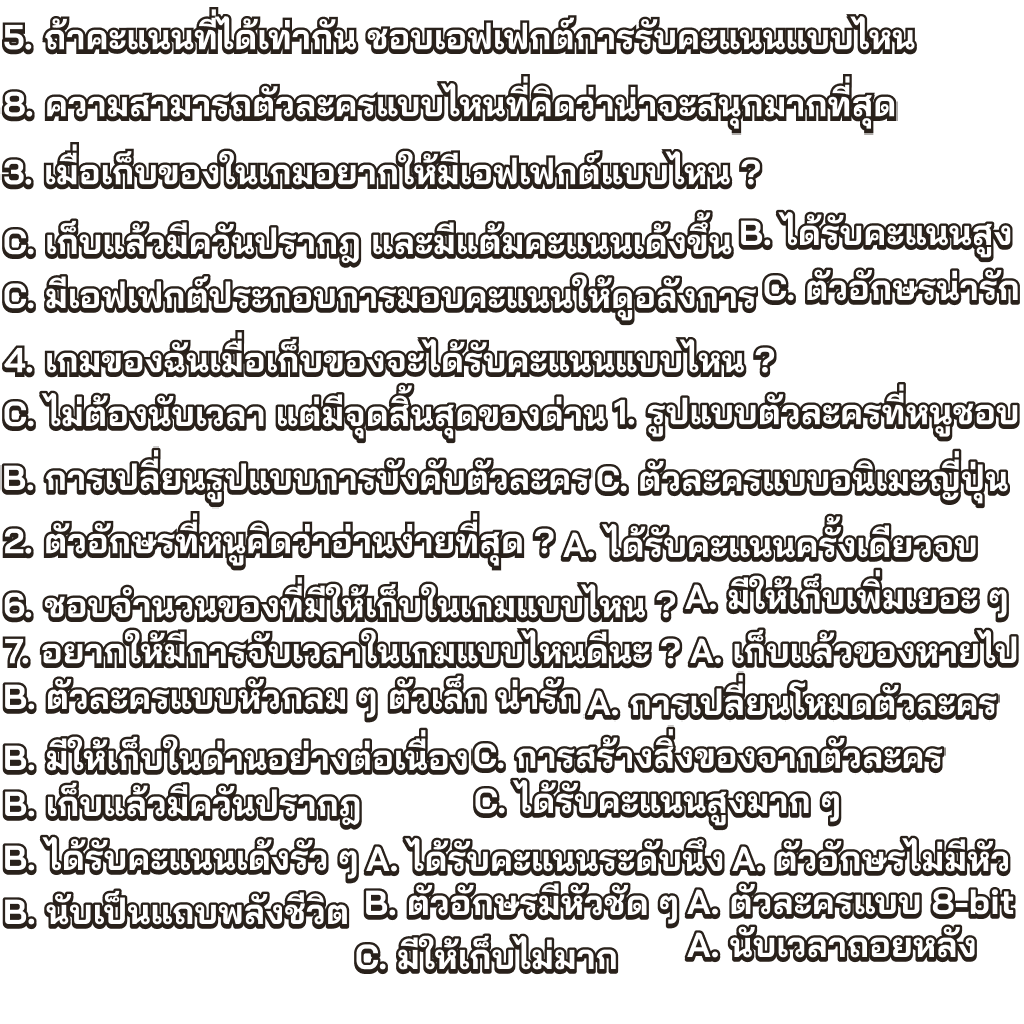 5. ถ้าคะแนนที่ได้เท่ากัน ชอบเอฟเฟกต์การรับคะแนนแบบไหน
8. ความสามารถตัวละครแบบไหนที่คิดว่าน่าจะสนุกมากที่สุด
3. เมื่อเก็บของในเกมอยากให้มีเอฟเฟกต์แบบไหน ?
C. เก็บแล้วมีควันปรากฎ และมีแต้มคะแนนเด้งขึ้น B. ได้รับคะแนนสูง
C. มีเอฟเฟกต์ประกอบการมอบคะแนนให้ดูอลังการ C. ตัวอักษรน่ารัก
4. เกมของฉันเมื่อเก็บของจะได้รับคะแนนแบบไหน ?
C. ไม่ต้องนับเวลา แต่มีจุดสิ้นสุดของด่าน 1. รูปแบบตัวละครที่หนูชอบ
B. การเปลี่ยนรูปแบบการบังคับตัวละคร C. ตัวละครแบบอนิเมะญี่ปุ่น
2. ตัวอักษรที่หนูคิดว่าอ่านง่ายที่สุด ? A. ได้รับคะแนนครั้งเดียวจบ
6. ชอบจำนวนของที่มีให้เก็บในเกมแบบไหน ? A. มีให้เก็บเพิ่มเยอะ ๆ
7. อยากให้มีการจับเวลาในเกมแบบไหนดีนะ ? A. เก็บแล้วของหายไป
B. ตัวละครแบบหัวกลม ๆ ตัวเล็ก น่ารัก A. การเปลี่ยนโหมดตัวละคร
B. มีให้เก็บในด่านอย่างต่อเนื่อง C. การสร้างสิ่งของจากตัวละคร
B. เก็บแล้วมีควันปรากฎ C. ได้รับคะแนนสูงมาก ๆ
B. ได้รับคะแนนเด้งรัว ๆ A. ได้รับคะแนนระดับนึง A. ตัวอักษรไม่มีหัว
B. นับเป็นแถบพลังชีวิต B. ตัวอักษรมีหัวชัด ๆ A. ตัวละครแบบ 8-bit
C. มีให้เก็บไม่มาก A. นับเวลาถอยหลัง